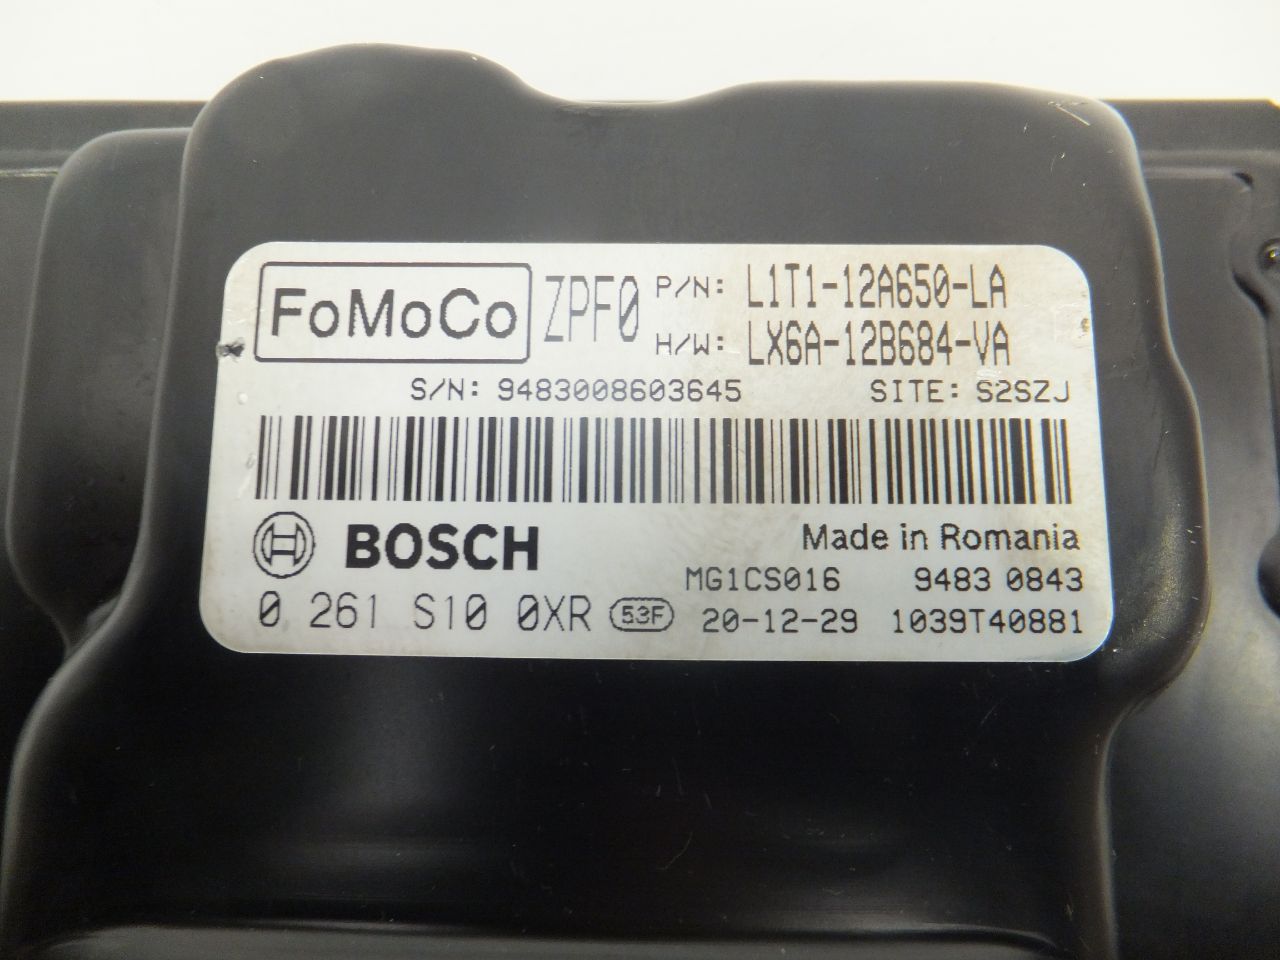 FoMoCo ZPF0 P/N: L1T1-12A650-LA
H/W: LX6A-12B684-VA
S/N: 9483008603645 SITE: S2SZJ
BOSCH Made in Romania
MG1CS016 9483 0843
0 261 S10 0XR 53F 20-12-29 1039T40881